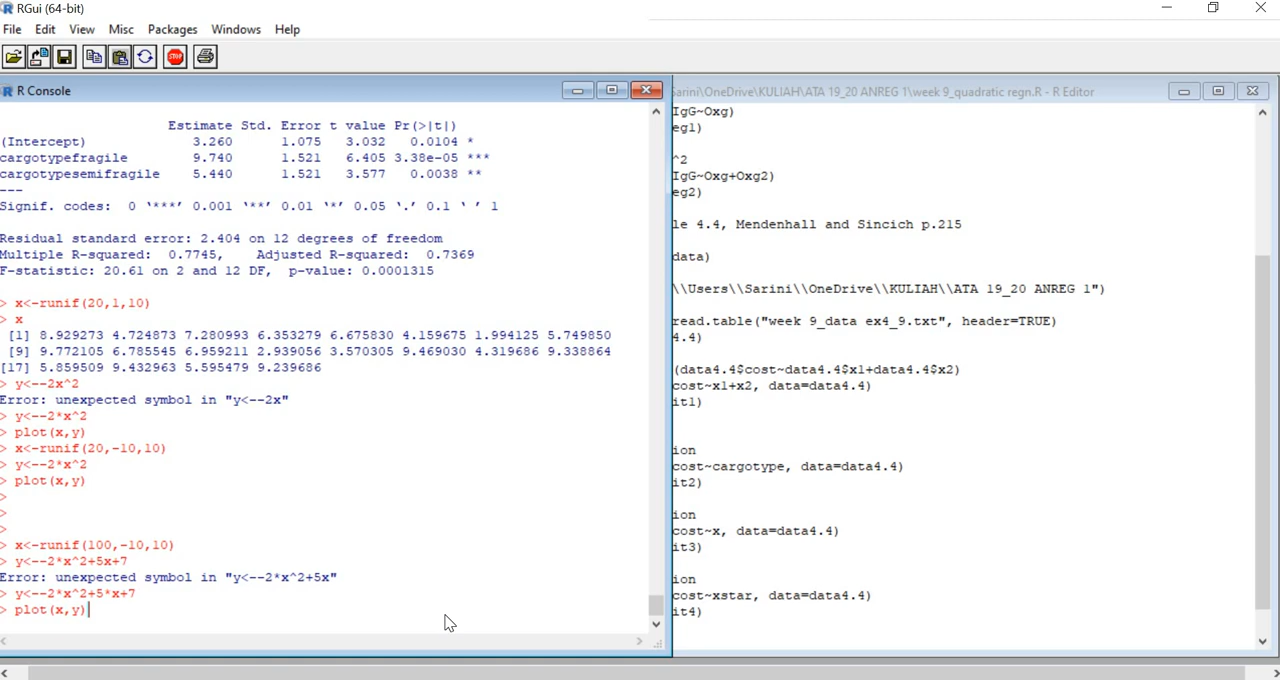 RGui (64-bit)
File Edit View Misc Packages Windows Help
STOP
R Console
Estimate Std. Error t value Pr(>|t|)
(Intercept) 3.260 1.075 3.032 0.0104 *
cargotypefragile 9.740 1.521 6.405 3.38e-05 ***
cargotypesemifragile 5.440 1.521 3.577 0.0038 **
---
Signif. codes: 0 '***' 0.001 '**' 0.01 '*' 0.05 '.' 0.1 ' ' 1
Residual standard error: 2.404 on 12 degrees of freedom
Multiple R-squared: 0.7745, Adjusted R-squared: 0.7369
F-statistic: 20.61 on 2 and 12 DF, p-value: 0.0001315
> x<-runif(20,1,10)
> x
[1] 8.929273 4.724873 7.280993 6.353279 6.675830 4.159675 1.994125 5.749850
[9] 9.772105 6.785545 6.959211 2.939056 3.570305 9.469030 4.319686 9.338864
[17] 5.859509 9.432963 5.595479 9.239686
> y<--2x^2
Error: unexpected symbol in "y<--2x"
> y<--2*x^2
> plot(x,y)
> x<-runif(20,-10,10)
> y<--2*x^2
> plot(x,y)
>
>
>
> x<-runif(100,-10,10)
> y<--2*x^2+5x+7
Error: unexpected symbol in "y<--2*x^2+5x"
> y<--2*x^2+5*x+7
> plot(x,y)
Sarini\OneDrive\KULIAH\ATA 19_20 ANREG 1\week 9_quadratic regn.R - R Editor
IgG~Oxg)
eg1)
^2
IgG~Oxg+Oxg2)
eg2)
le 4.4, Mendenhall and Sincich p.215
data)
\\Users\\Sarini\\OneDrive\\KULIAH\\ATA 19_20 ANREG 1")
read.table("week 9_data ex4_9.txt", header=TRUE)
4.4)
(data4.4$cost~data4.4$x1+data4.4$x2)
cost~x1+x2, data=data4.4)
it1)
ion
cost~cargotype, data=data4.4)
it2)
ion
cost~x, data=data4.4)
it3)
ion
cost~xstar, data=data4.4)
it4)